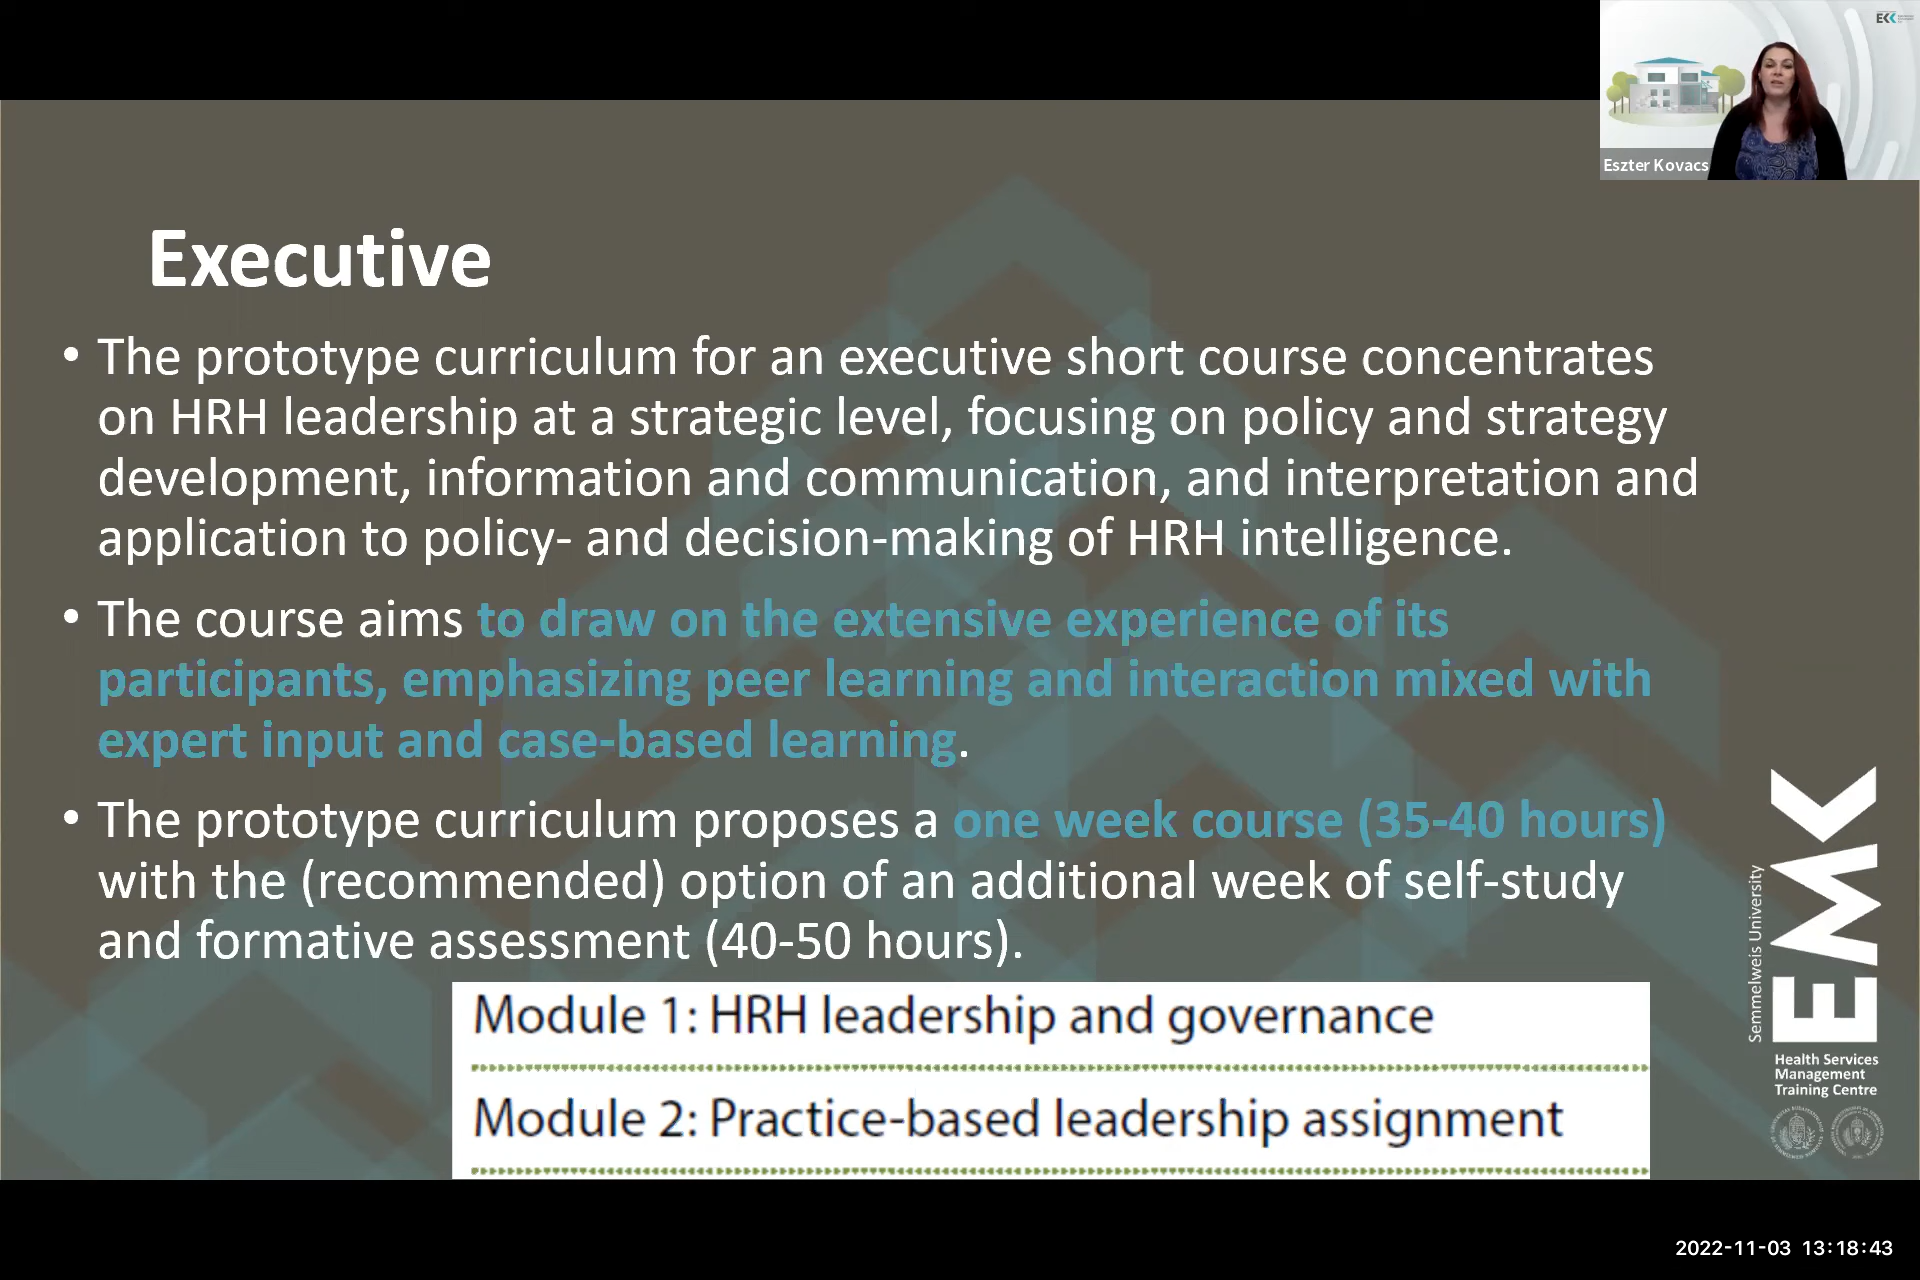 EKK
Eszter Kovacs
Executive
• The prototype curriculum for an executive short course concentrates
on HRH leadership at a strategic level, focusing on policy and strategy
development, information and communication, and interpretation and
application to policy- and decision-making of HRH intelligence.
• The course aims to draw on the extensive experience of its
participants, emphasizing peer learning and interaction mixed with
expert input and case-based learning.
• The prototype curriculum proposes a one week course (35-40 hours)
with the (recommended) option of an additional week of self-study
and formative assessment (40-50 hours).
Module 1: HRH leadership and governance
Module 2: Practice-based leadership assignment
Semmelweis University
EMK
Health Services
Management
Training Centre
2022-11-03 13:18:43